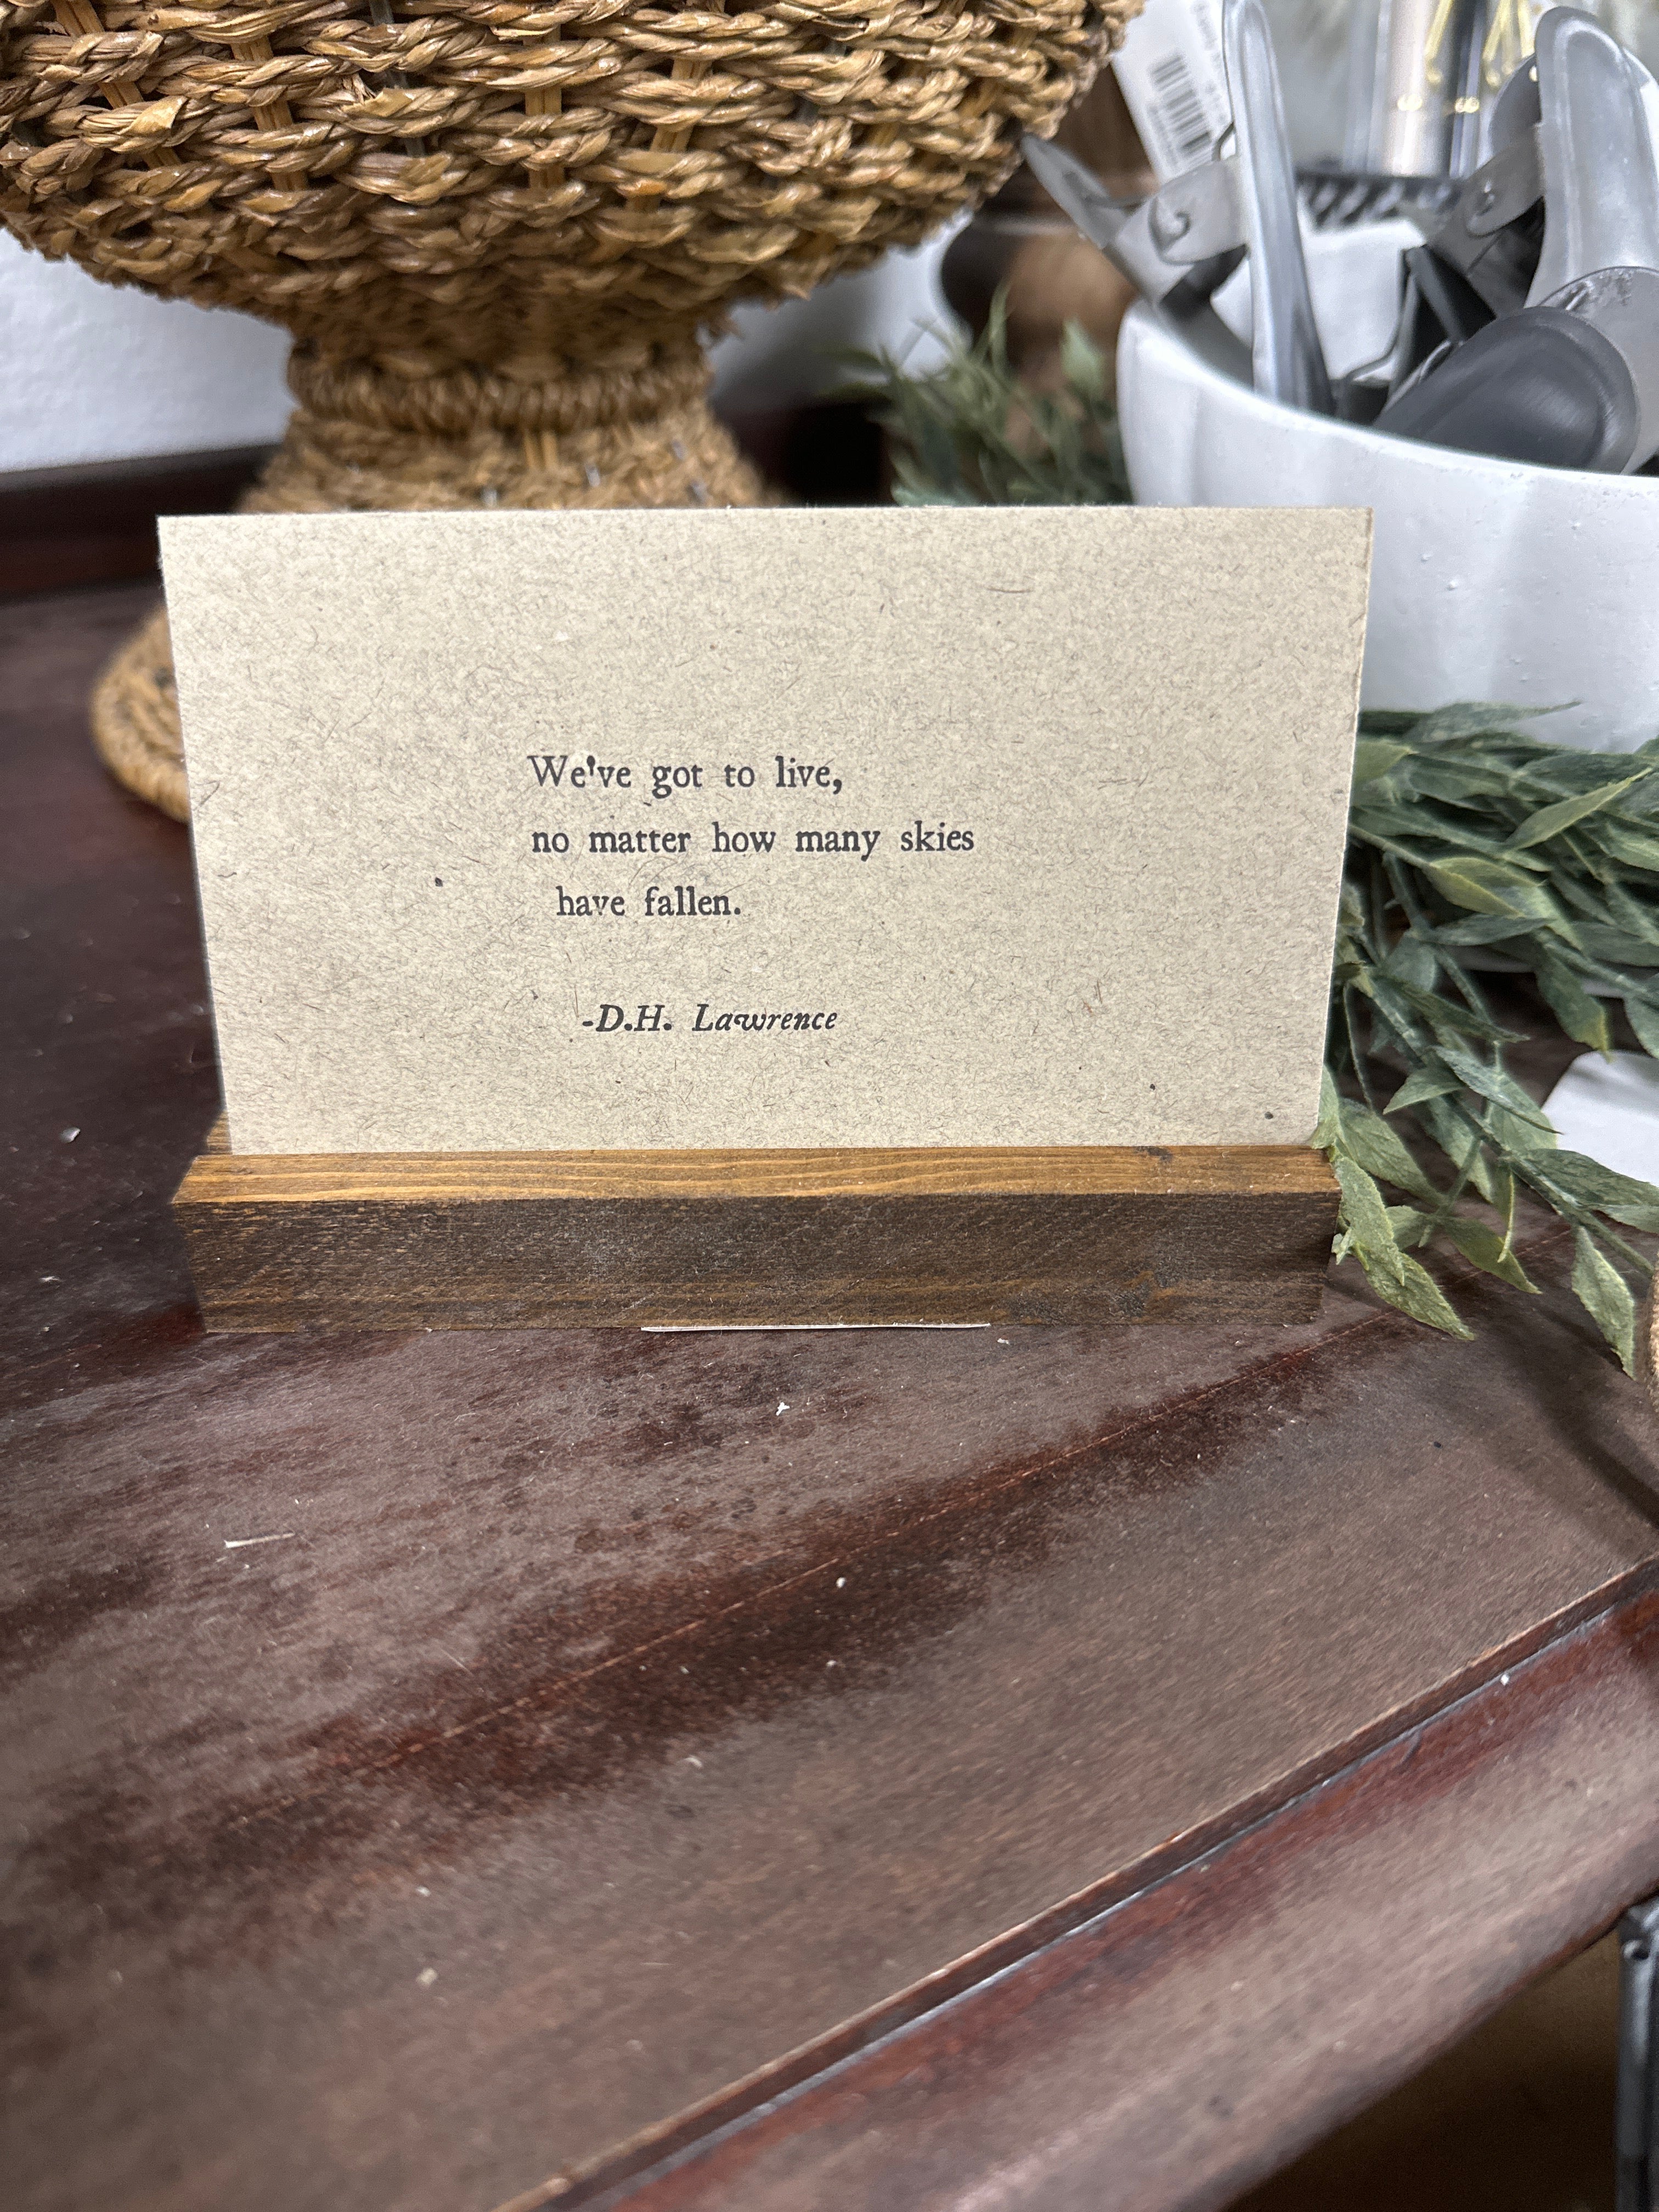 We've got to live,
no matter how many skies
have fallen.
-D.H. Lawrence